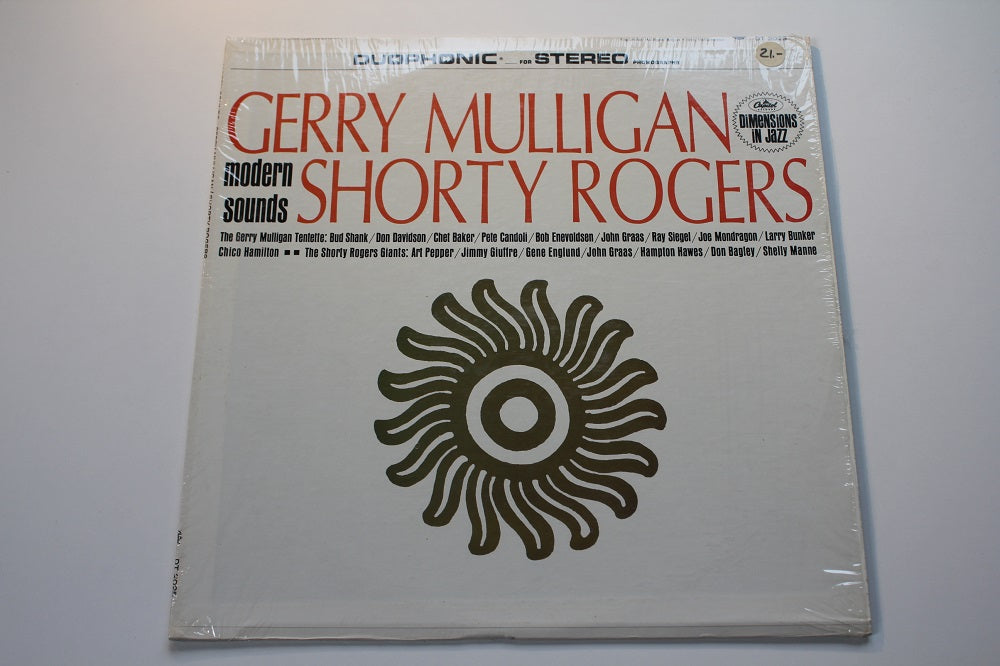 DUOPHONIC - FOR STEREO PHONOGRAPHS
21.-
GERRY MULLIGAN
Capitol
DIMENSIONS
IN JAZZ
modern
sounds
SHORTY ROGERS
The Gerry Mulligan Tentette: Bud Shank/Don Davidson/Chet Baker/Pete Candoli/Bob Enevoldsen/John Graas/Ray Siegel/Joe Mondragon/Larry Bunker
Chico Hamilton ■ ■ The Shorty Rogers Giants: Art Pepper/Jimmy Giuffre/Gene Englund/John Graas/Hampton Hawes/Don Bagley/Shelly Manne